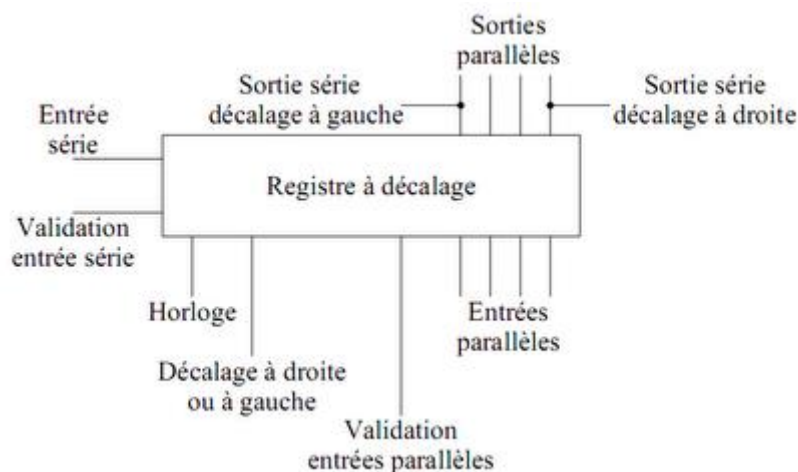 Sorties
parallèles
Sortie série
décalage à gauche
Sortie série
décalage à droite
Entrée
série
Registre à décalage
Validation
entrée série
Horloge
Entrées
parallèles
Décalage à droite
ou à gauche
Validation
entrées parallèles